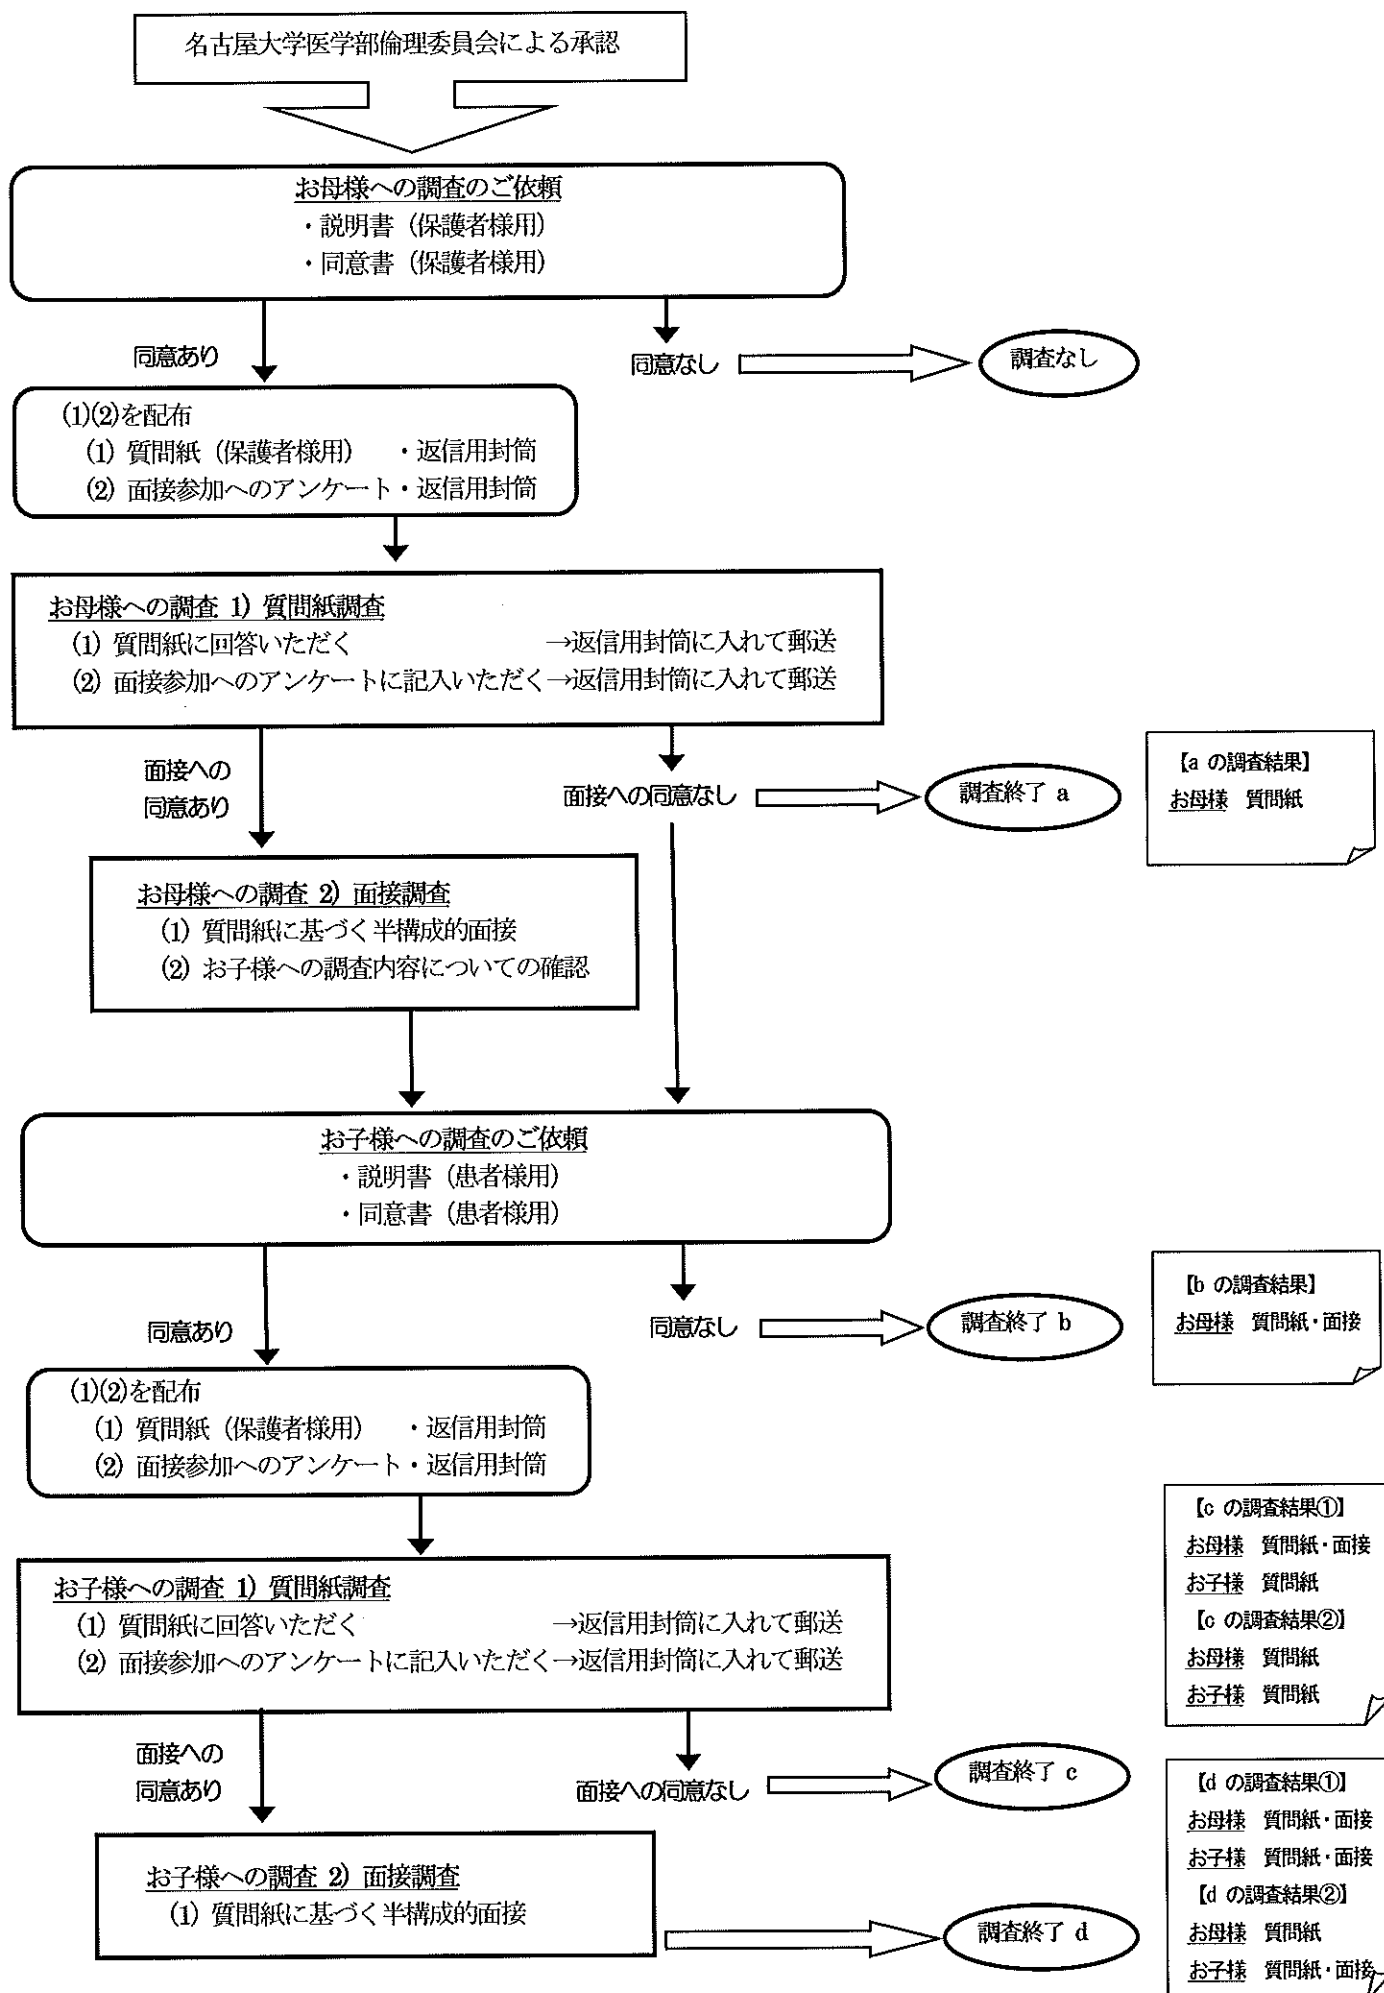 名古屋大学医学部倫理委員会による承認
お母様への調査のご依頼
・説明書（保護者様用）
・同意書（保護者様用）
同意あり
同意なし
調査なし
(1)(2)を配布
(1) 質問紙（保護者様用）　・返信用封筒
(2) 面接参加へのアンケート・返信用封筒
お母様への調査 1) 質問紙調査
(1) 質問紙に回答いただく　→返信用封筒に入れて郵送
(2) 面接参加へのアンケートに記入いただく→返信用封筒に入れて郵送
面接への
同意あり
面接への同意なし
調査終了 a
【a の調査結果】
お母様　質問紙
お母様への調査 2) 面接調査
(1) 質問紙に基づく半構成的面接
(2) お子様への調査内容についての確認
お子様への調査のご依頼
・説明書（患者様用）
・同意書（患者様用）
同意あり
同意なし
調査終了 b
【b の調査結果】
お母様　質問紙・面接
(1)(2)を配布
(1) 質問紙（保護者様用）　・返信用封筒
(2) 面接参加へのアンケート・返信用封筒
お子様への調査 1) 質問紙調査
(1) 質問紙に回答いただく　→返信用封筒に入れて郵送
(2) 面接参加へのアンケートに記入いただく→返信用封筒に入れて郵送
【c の調査結果①】
お母様　質問紙・面接
お子様　質問紙
【c の調査結果②】
お母様　質問紙
お子様　質問紙
面接への
同意あり
面接への同意なし
調査終了 c
お子様への調査 2) 面接調査
(1) 質問紙に基づく半構成的面接
調査終了 d
【d の調査結果①】
お母様　質問紙・面接
お子様　質問紙・面接
【d の調査結果②】
お母様　質問紙
お子様　質問紙・面接